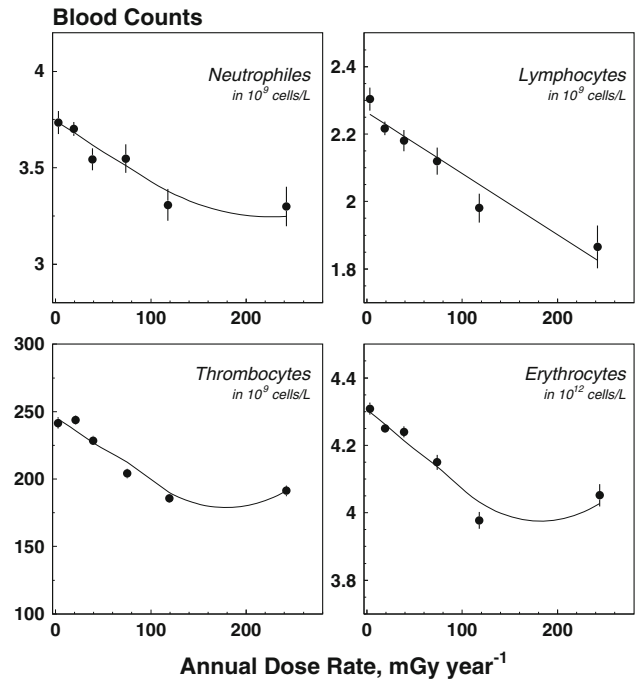 Blood Counts
4
3.5
3
Neutrophiles
in 10⁹ cells/L
0 100 200
2.4
2.2
2
1.8
Lymphocytes
in 10⁹ cells/L
0 100 200
300
250
200
150
100
Thrombocytes
in 10⁹ cells/L
0 100 200
4.4
4.2
4
3.8
Erythrocytes
in 10¹² cells/L
0 100 200
Annual Dose Rate, mGy year⁻¹